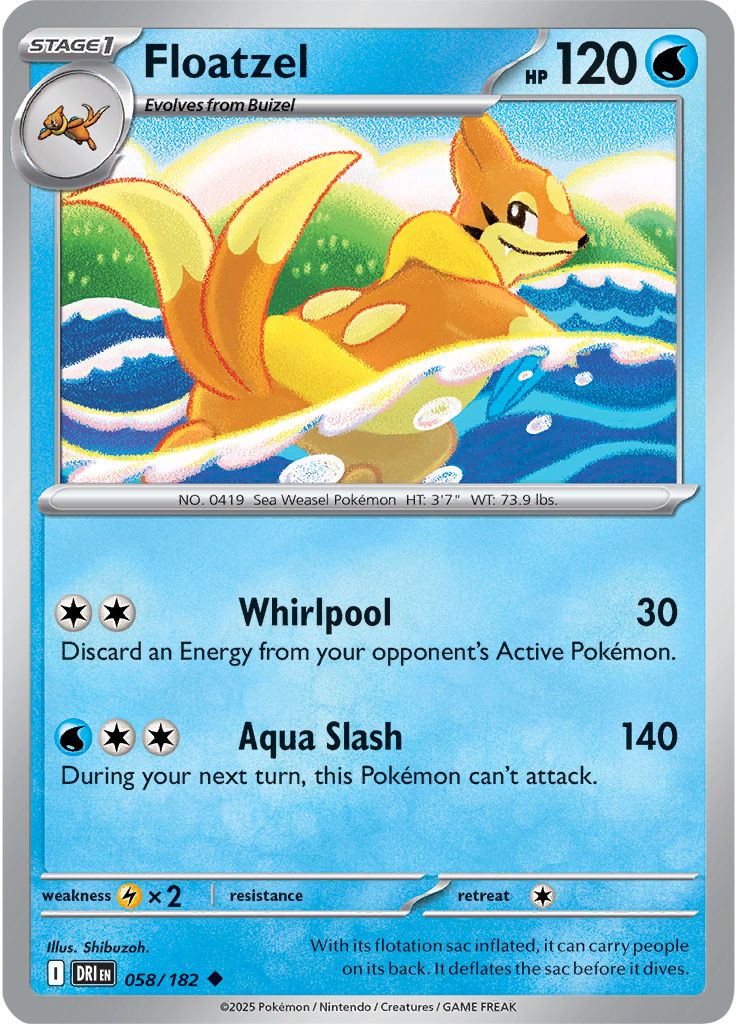 STAGE1
Floatzel
HP 120
Evolves from Buizel
NO. 0419 Sea Weasel Pokémon HT: 3'7" WT: 73.9 lbs.
Whirlpool 30
Discard an Energy from your opponent's Active Pokémon.
Aqua Slash 140
During your next turn, this Pokémon can't attack.
weakness ×2 resistance retreat
Illus. Shibuzoh.
With its flotation sac inflated, it can carry people
on its back. It deflates the sac before it dives.
I DRI EN 058/182
©2025 Pokémon / Nintendo / Creatures / GAME FREAK